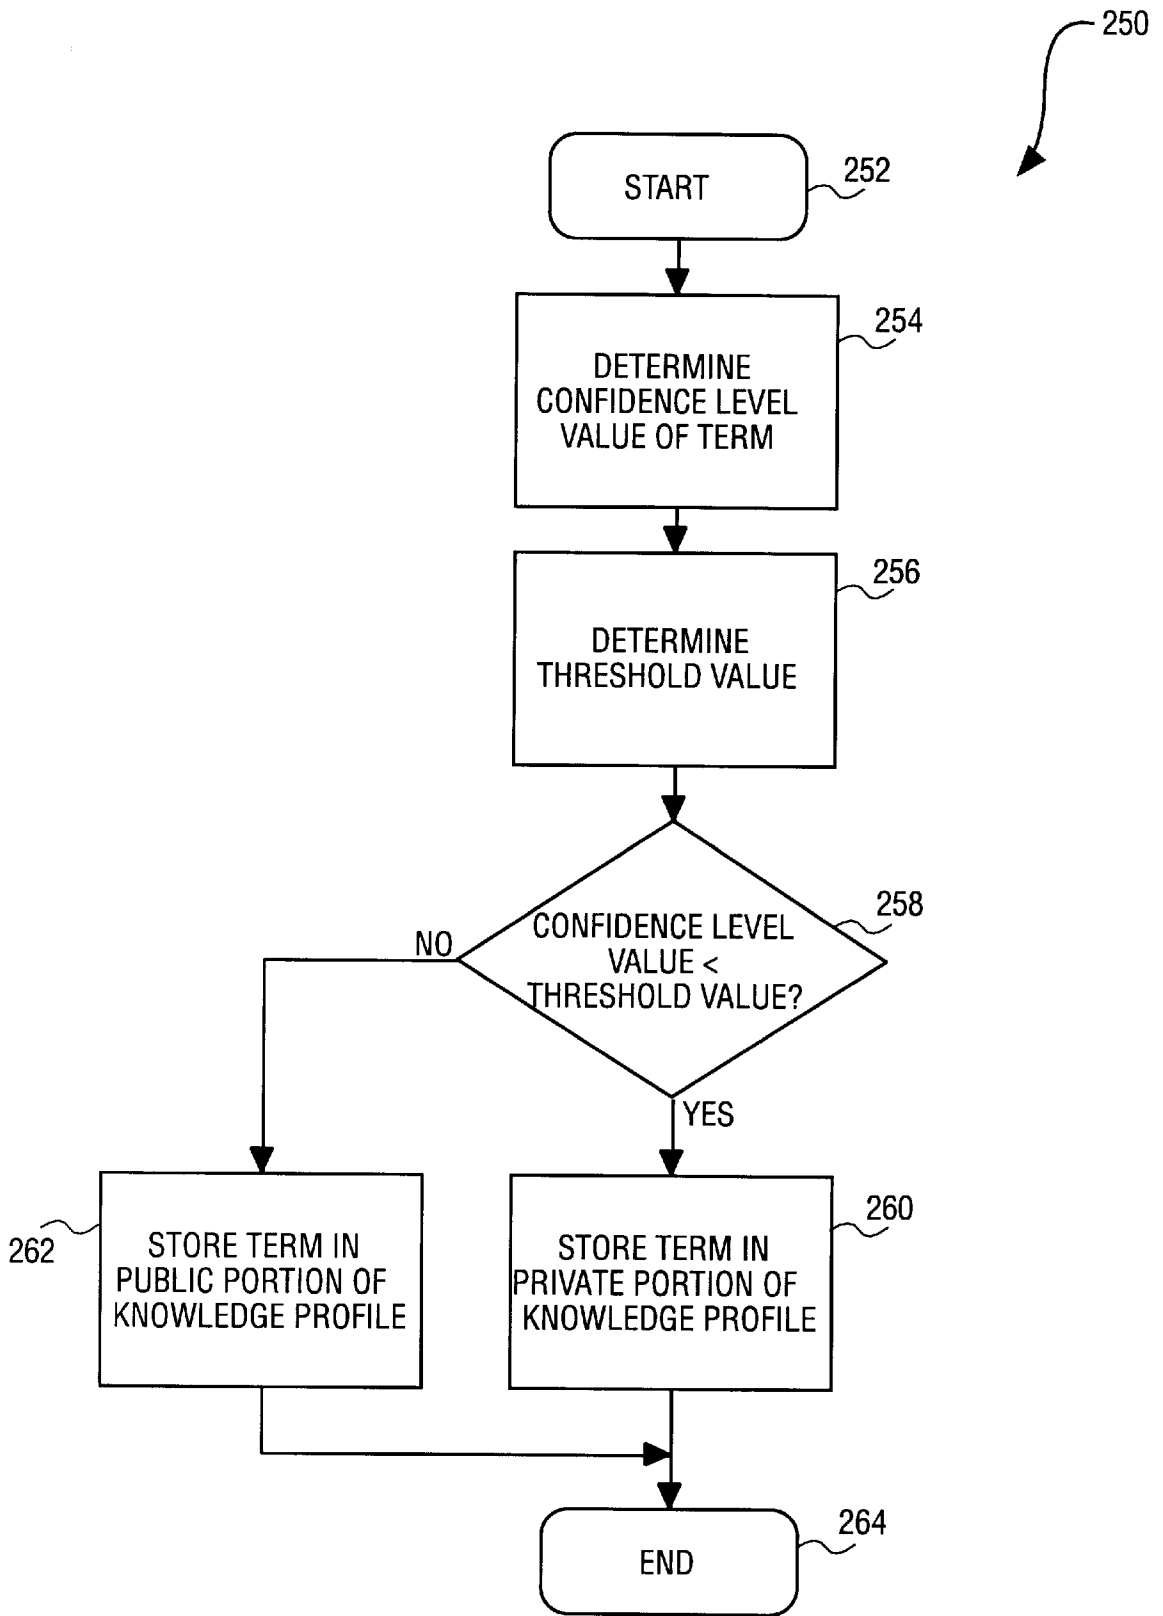 250
START
252
DETERMINE
CONFIDENCE LEVEL
VALUE OF TERM
254
DETERMINE
THRESHOLD VALUE
256
CONFIDENCE LEVEL
VALUE <
THRESHOLD VALUE?
258
NO
YES
262
STORE TERM IN
PUBLIC PORTION OF
KNOWLEDGE PROFILE
STORE TERM IN
PRIVATE PORTION OF
KNOWLEDGE PROFILE
260
END
264